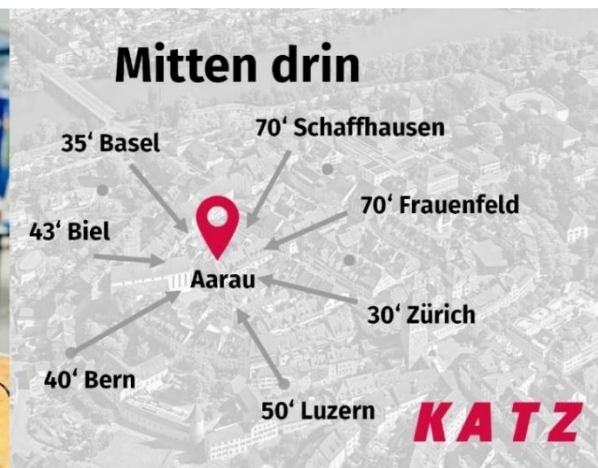 Mitten drin
70‘ Schaffhausen
35‘ Basel
70‘ Frauenfeld
43‘ Biel
Aarau
30‘ Zürich
40‘ Bern
50‘ Luzern
KATZ